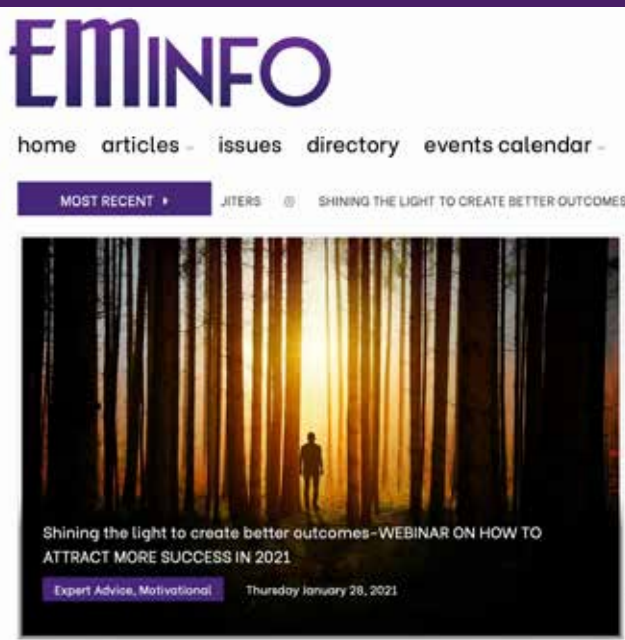 EMINFO
home articles issues directory events calendar
MOST RECENT JITERS SHINING THE LIGHT TO CREATE BETTER OUTCOMES
Shining the light to create better outcomes-WEBINAR ON HOW TO
ATTRACT MORE SUCCESS IN 2021
Expert Advice, Motivational Thursday January 28, 2021